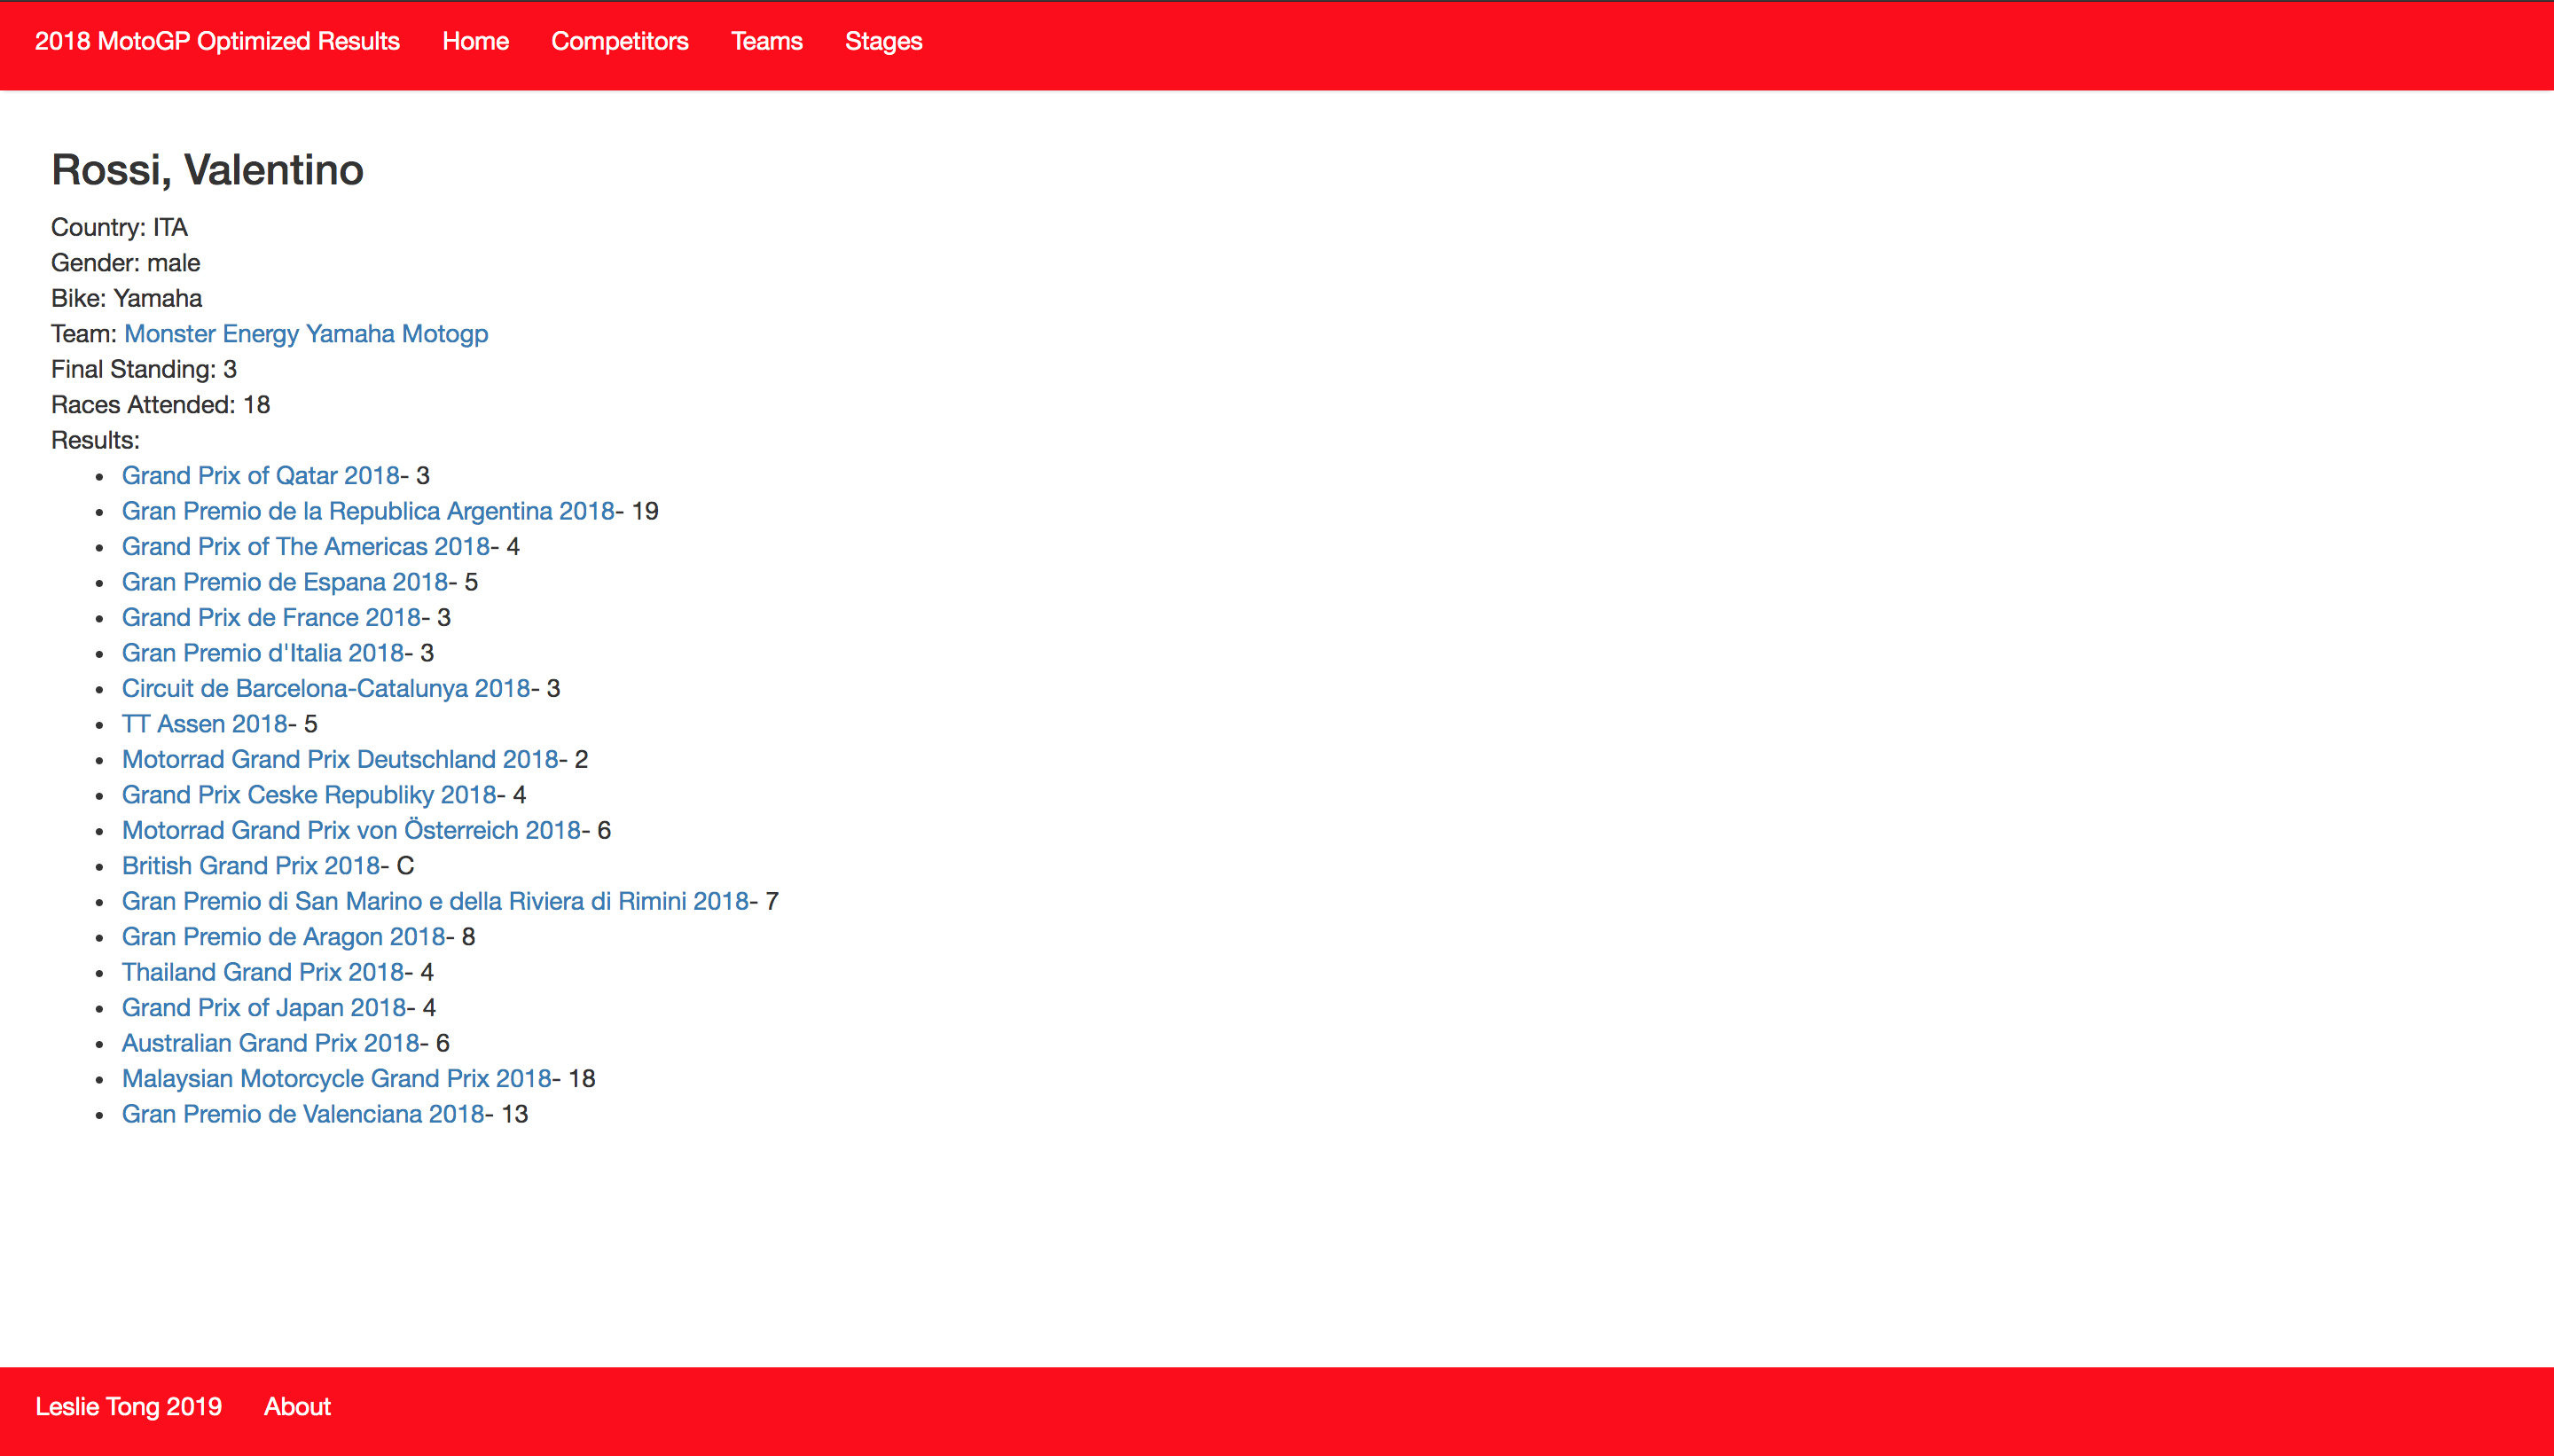 2018 MotoGP Optimized Results Home Competitors Teams Stages
Rossi, Valentino
Country: ITA
Gender: male
Bike: Yamaha
Team: Monster Energy Yamaha Motogp
Final Standing: 3
Races Attended: 18
Results:
• Grand Prix of Qatar 2018- 3
• Gran Premio de la Republica Argentina 2018- 19
• Grand Prix of The Americas 2018- 4
• Gran Premio de Espana 2018- 5
• Grand Prix de France 2018- 3
• Gran Premio d'Italia 2018- 3
• Circuit de Barcelona-Catalunya 2018- 3
• TT Assen 2018- 5
• Motorrad Grand Prix Deutschland 2018- 2
• Grand Prix Ceske Republiky 2018- 4
• Motorrad Grand Prix von Österreich 2018- 6
• British Grand Prix 2018- C
• Gran Premio di San Marino e della Riviera di Rimini 2018- 7
• Gran Premio de Aragon 2018- 8
• Thailand Grand Prix 2018- 4
• Grand Prix of Japan 2018- 4
• Australian Grand Prix 2018- 6
• Malaysian Motorcycle Grand Prix 2018- 18
• Gran Premio de Valenciana 2018- 13
Leslie Tong 2019 About